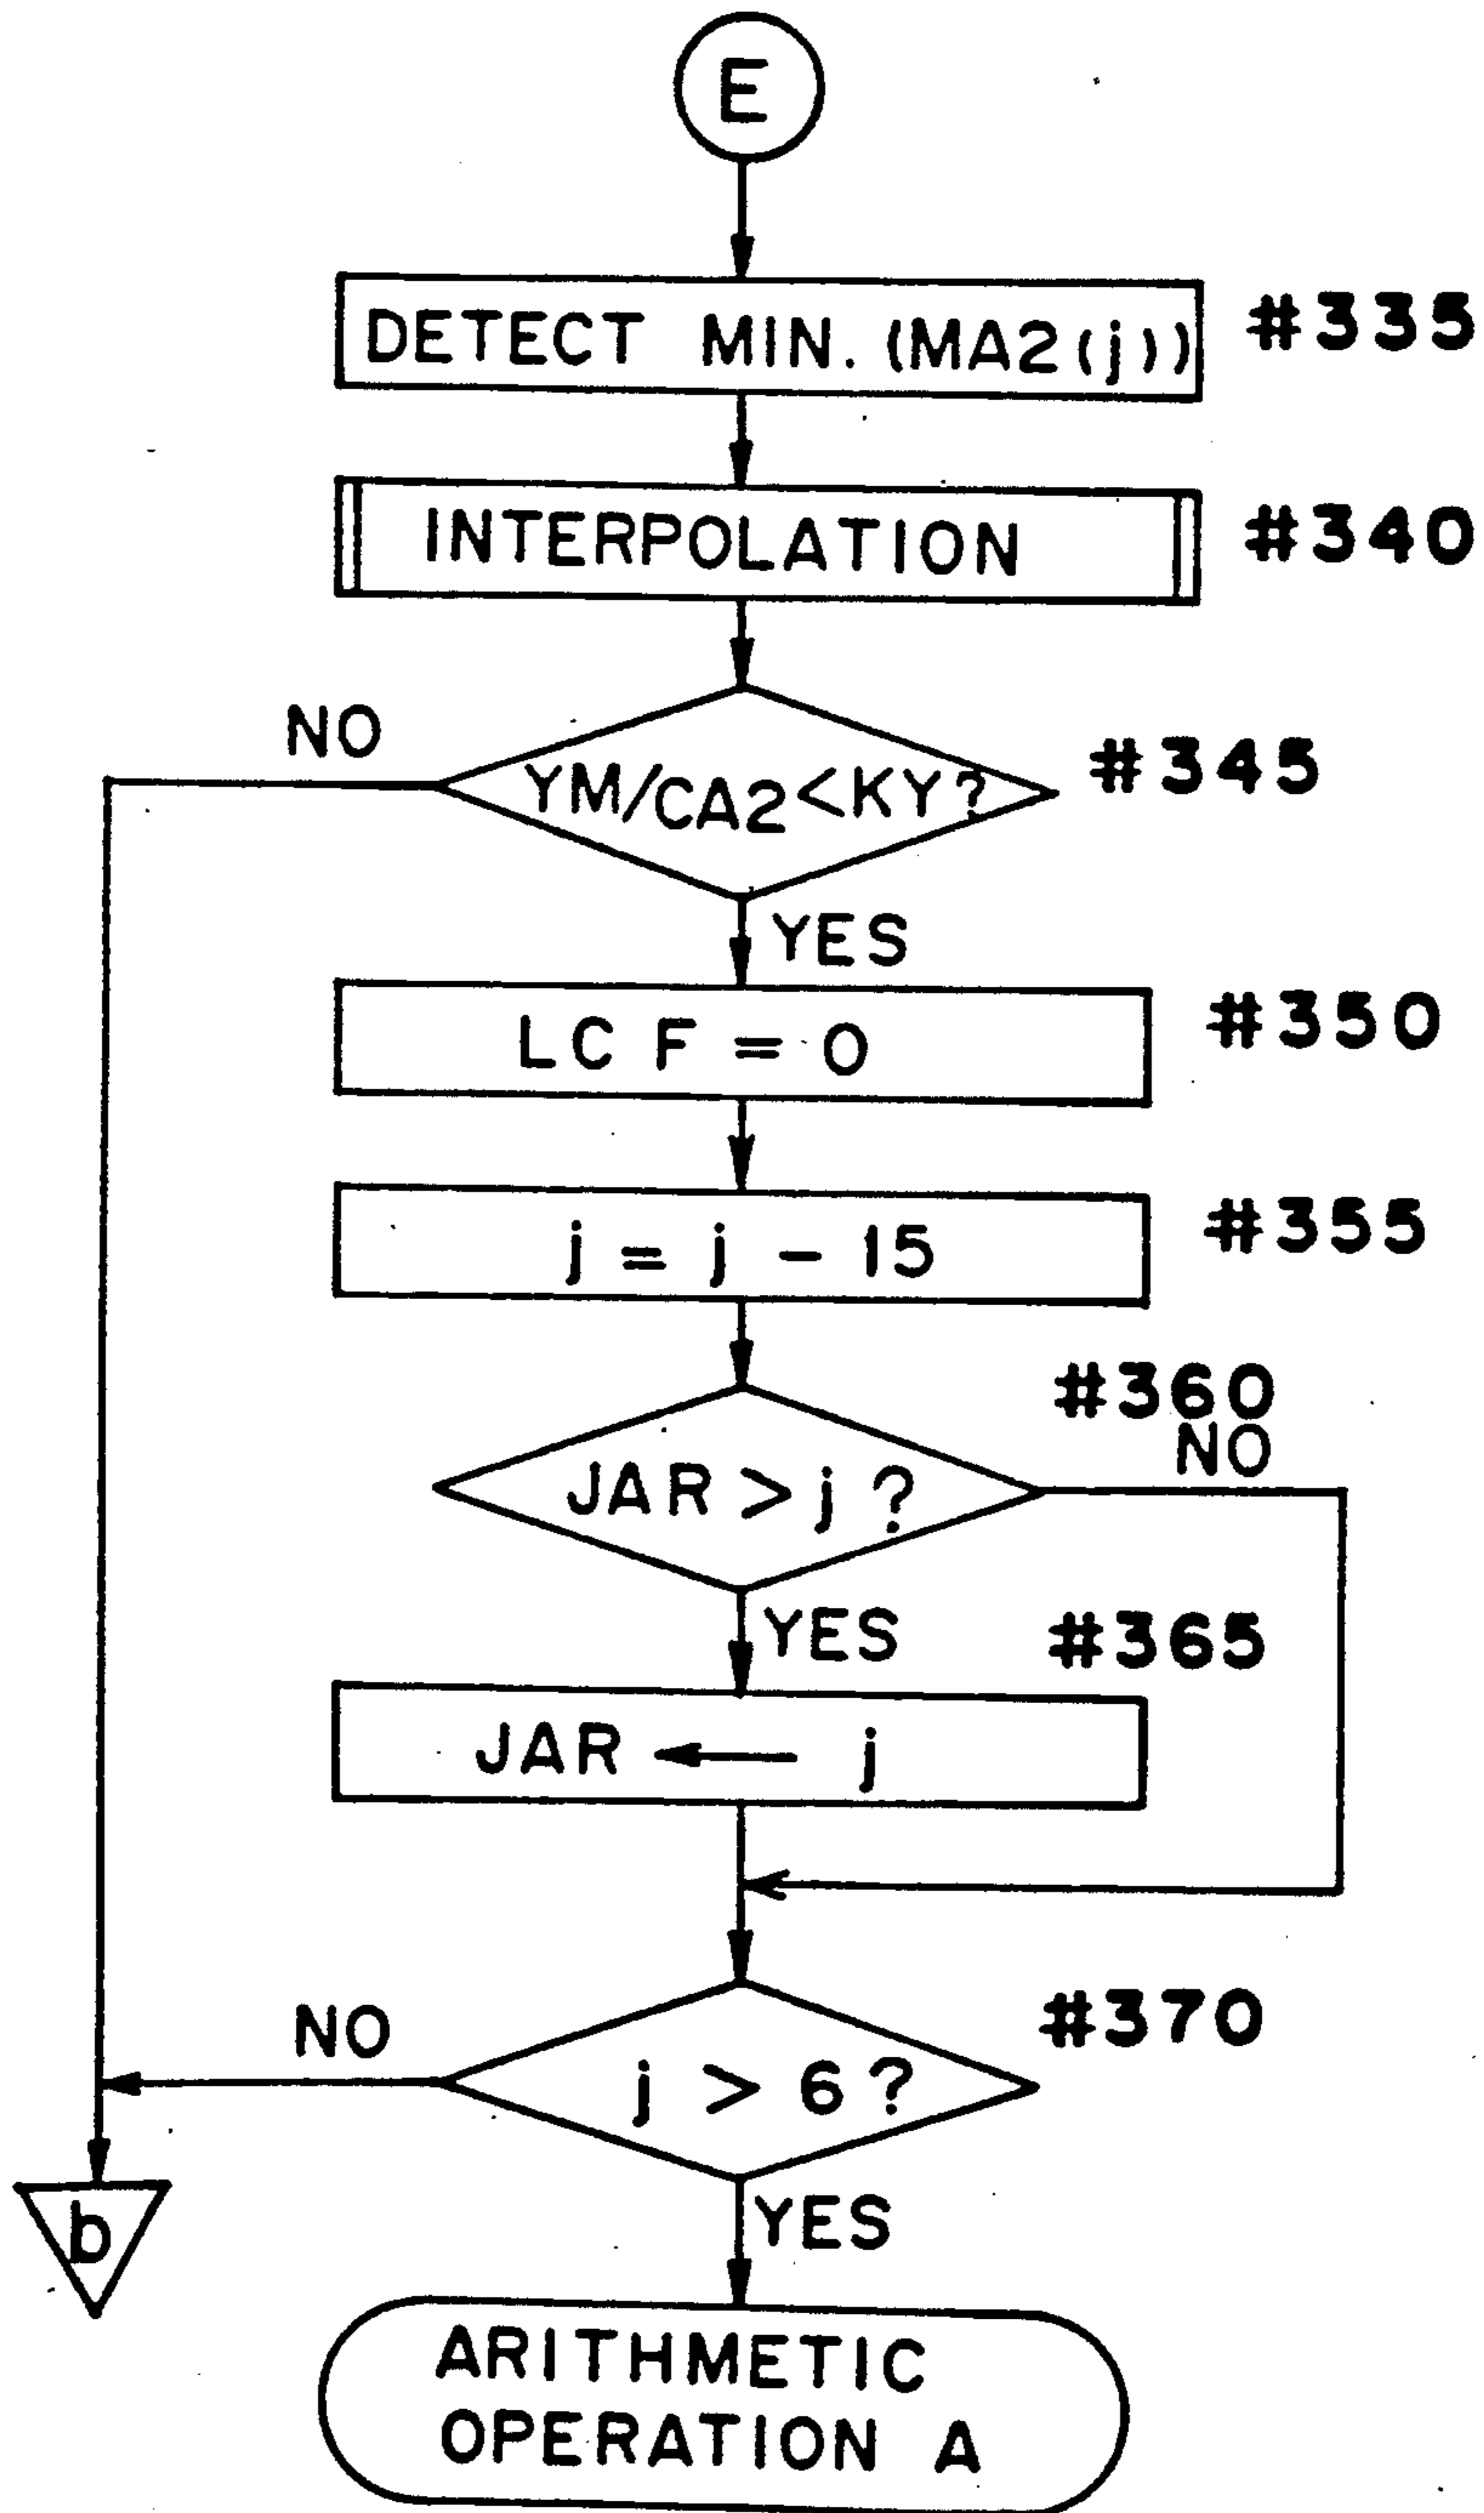 E
DETECT MIN. (MA2(j)) #335
INTERPOLATION #340
NO
YM/CA2<KY? #345
YES
LCF = 0 #350
j = j - 15 #355
#360
NO
JAR > j ?
YES #365
JAR ← j
NO #370
j > 6 ?
b
YES
ARITHMETIC
OPERATION A